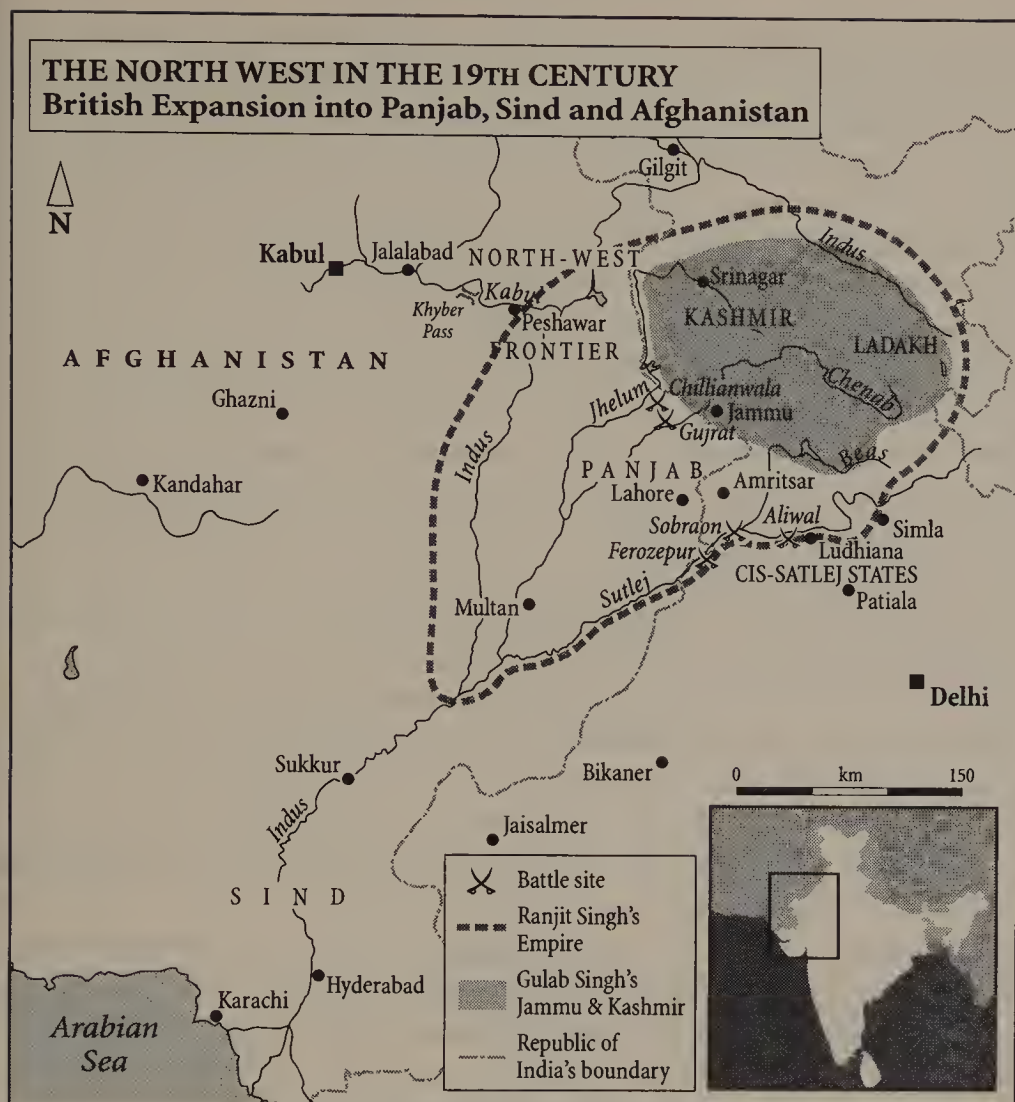 THE NORTH WEST IN THE 19TH CENTURY
British Expansion into Panjab, Sind and Afghanistan
N
Gilgit
Indus
Kabul
Jalalabad
NORTH-WEST
Khyber
Pass
Kabu
Srinagar
Peshawar
FRONTIER
KASHMIR
LADAKH
AFGHANISTAN
Ghazni
Indus
Jhelum
Chillianwala
Chenab
Jammu
Gujrat
Beas
Kandahar
PANJAB
Lahore
Amritsar
Sobraon
Aliwal
Simla
Ferozepur
Ludhiana
CIS-SATLEJ STATES
Multan
Sutlej
Patiala
Delhi
Sukkur
Bikaner
0 km 150
Indus
Jaisalmer
SIND
Hyderabad
Karachi
Arabian
Sea
Battle site
Ranjit Singh's
Empire
Gulab Singh's
Jammu & Kashmir
Republic of
India's boundary